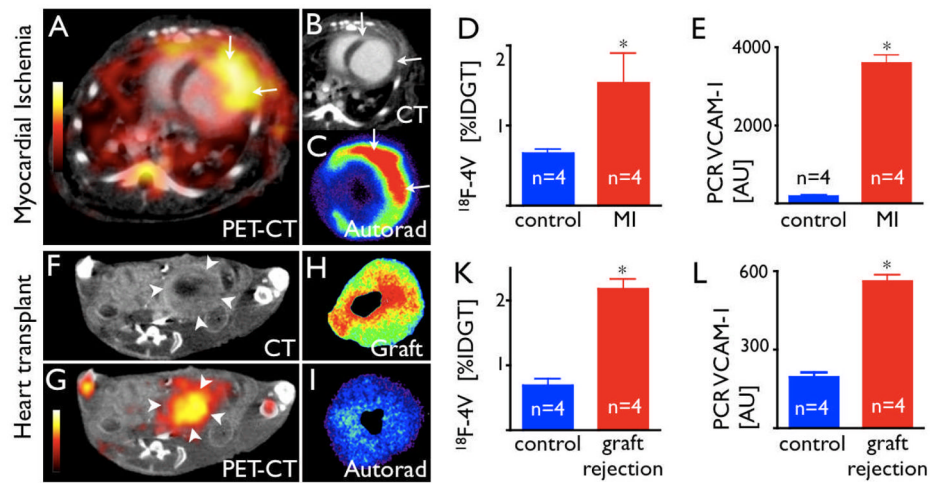 Myocardial Ischemia
A
PET-CT
B
CT
C
Autorad
D
¹⁸F-4V [%IDGT]
2
1
*
n=4
n=4
control
MI
E
PCR VCAM-I
[AU]
4000
2000
*
n=4
n=4
control
MI
Heart transplant
F
CT
G
PET-CT
H
Graft
I
Autorad
K
¹⁸F-4V [%IDGT]
2
1
*
n=4
n=4
control
graft
rejection
L
PCR VCAM-I
[AU]
600
300
*
n=4
n=4
control
graft
rejection